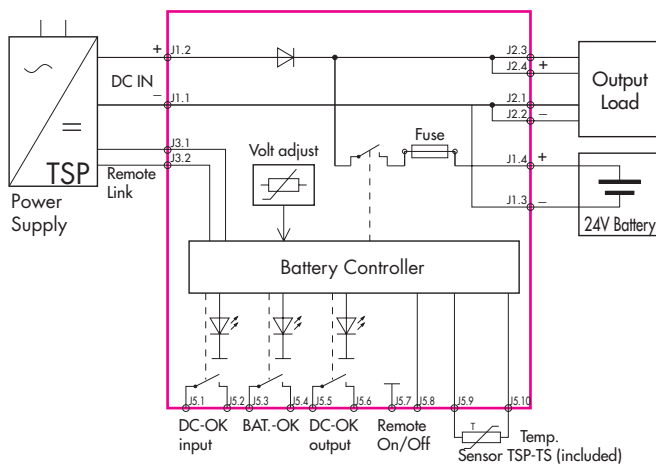 +
J1.2
DC IN
–
J1.1
J3.1
J3.2
TSP
Remote
Link
Power
Supply
Volt adjust
Fuse
J2.3
J2.4
+
J2.1
J2.2
–
Output
Load
J1.4
+
J1.3
–
24V Battery
Battery Controller
J5.1
J5.2
J5.3
J5.4
J5.5
J5.6
J5.7
J5.8
J5.9
J5.10
DC-OK
input
BAT.-OK
DC-OK
output
Remote
On/Off
T
Temp.
Sensor TSP-TS (included)